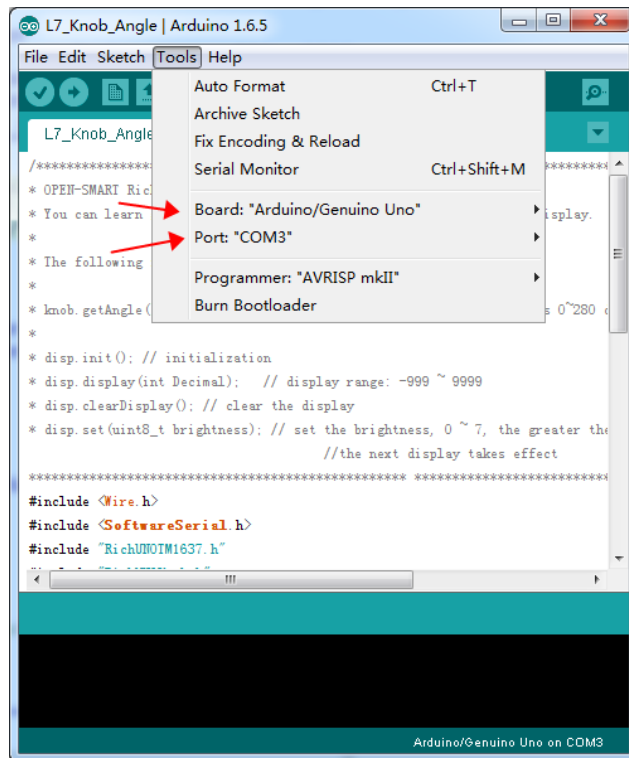 L7_Knob_Angle | Arduino 1.6.5
File Edit Sketch Tools Help
Auto Format Ctrl+T
Archive Sketch
L7_Knob_Angle
Fix Encoding & Reload
Serial Monitor Ctrl+Shift+M
* OPEN-SMART Ric
Board: "Arduino/Genuino Uno"
* You can learn isplay.
Port: "COM3"
*
* The following
*
Programmer: "AVRISP mkII"
* knob.getAngle( s 0~280
Burn Bootloader
*
* disp.init(); // initialization
* disp.display(int Decimal); // display range: -999 ~ 9999
* disp.clearDisplay(); // clear the display
* disp.set(uint8_t brightness); // set the brightness, 0 ~ 7, the greater the
//the next display takes effect
#include <Wire.h>
#include <SoftwareSerial.h>
#include "RichUNOTM1637.h"
Arduino/Genuino Uno on COM3